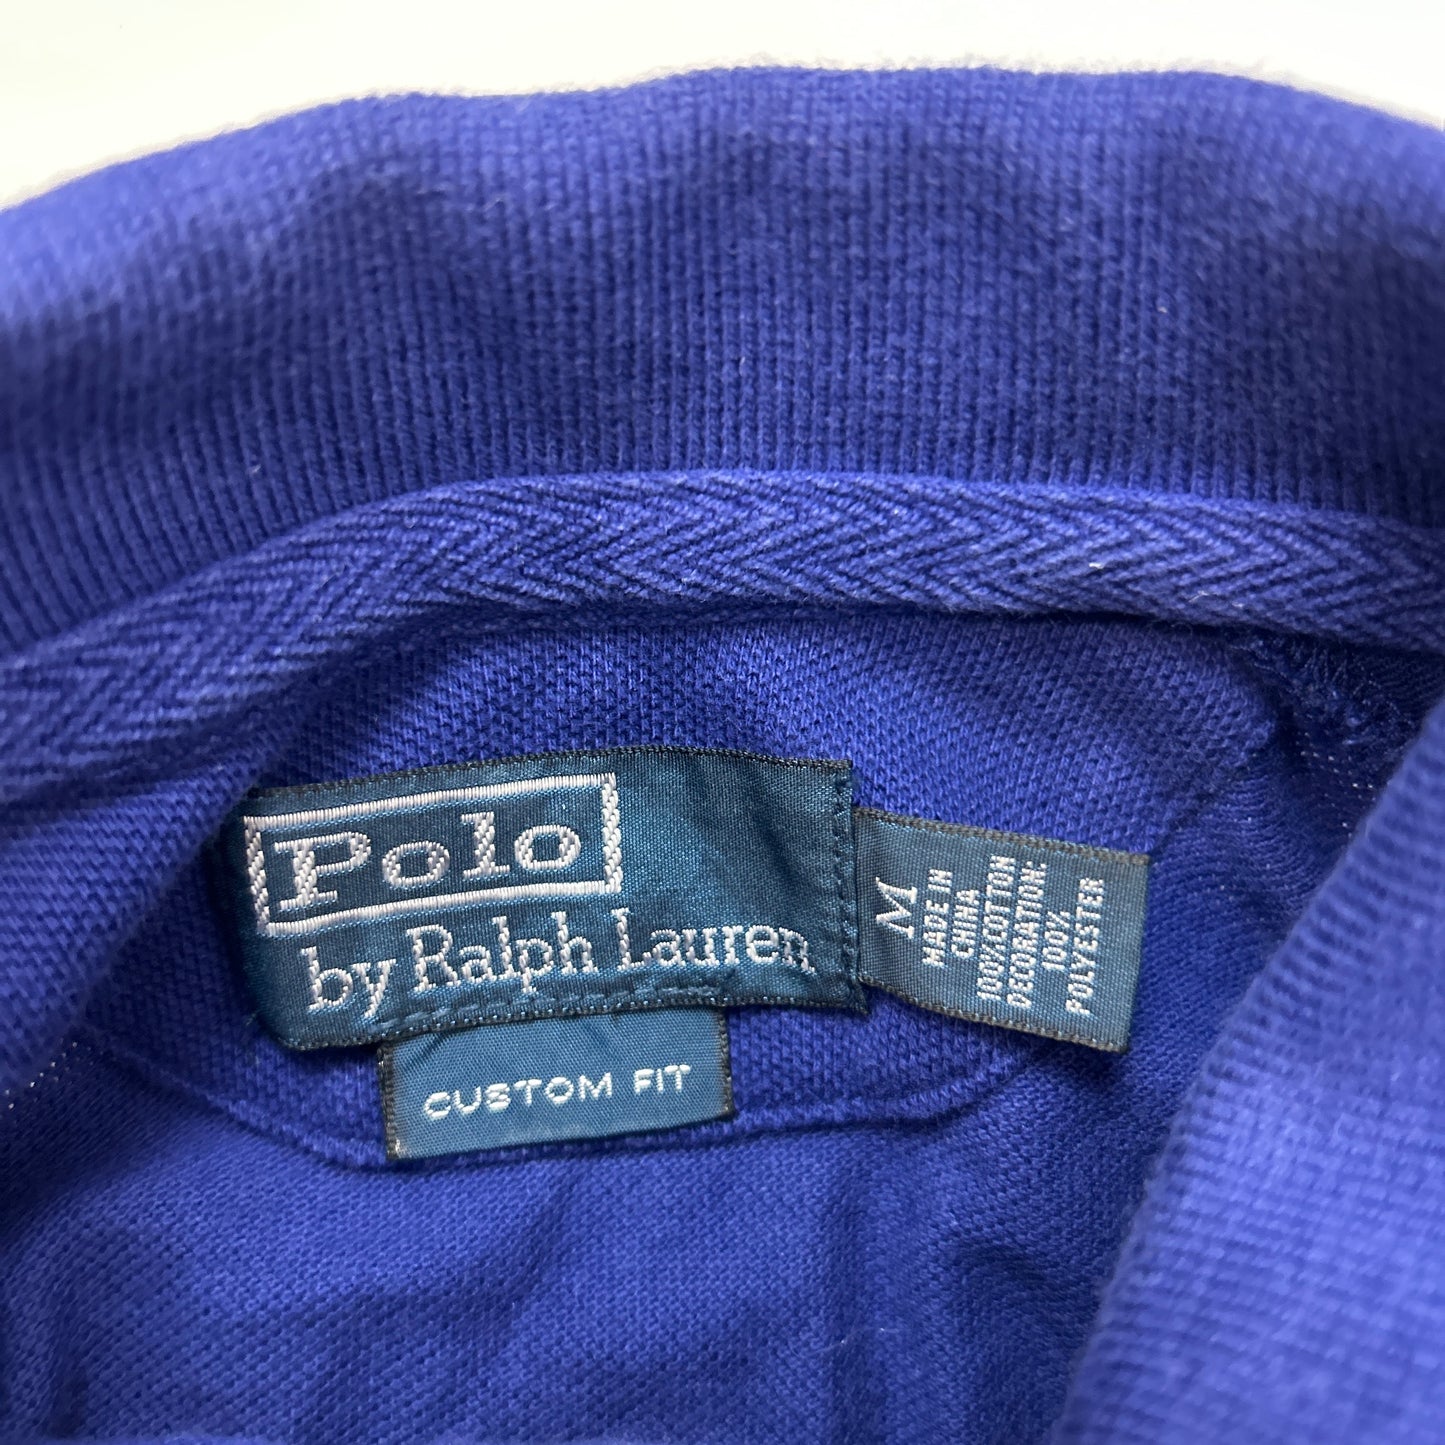 Polo
by Ralph Lauren
CUSTOM FIT
M
MADE IN
CHINA
100% COTTON
DECORATION:
100%
POLYESTER